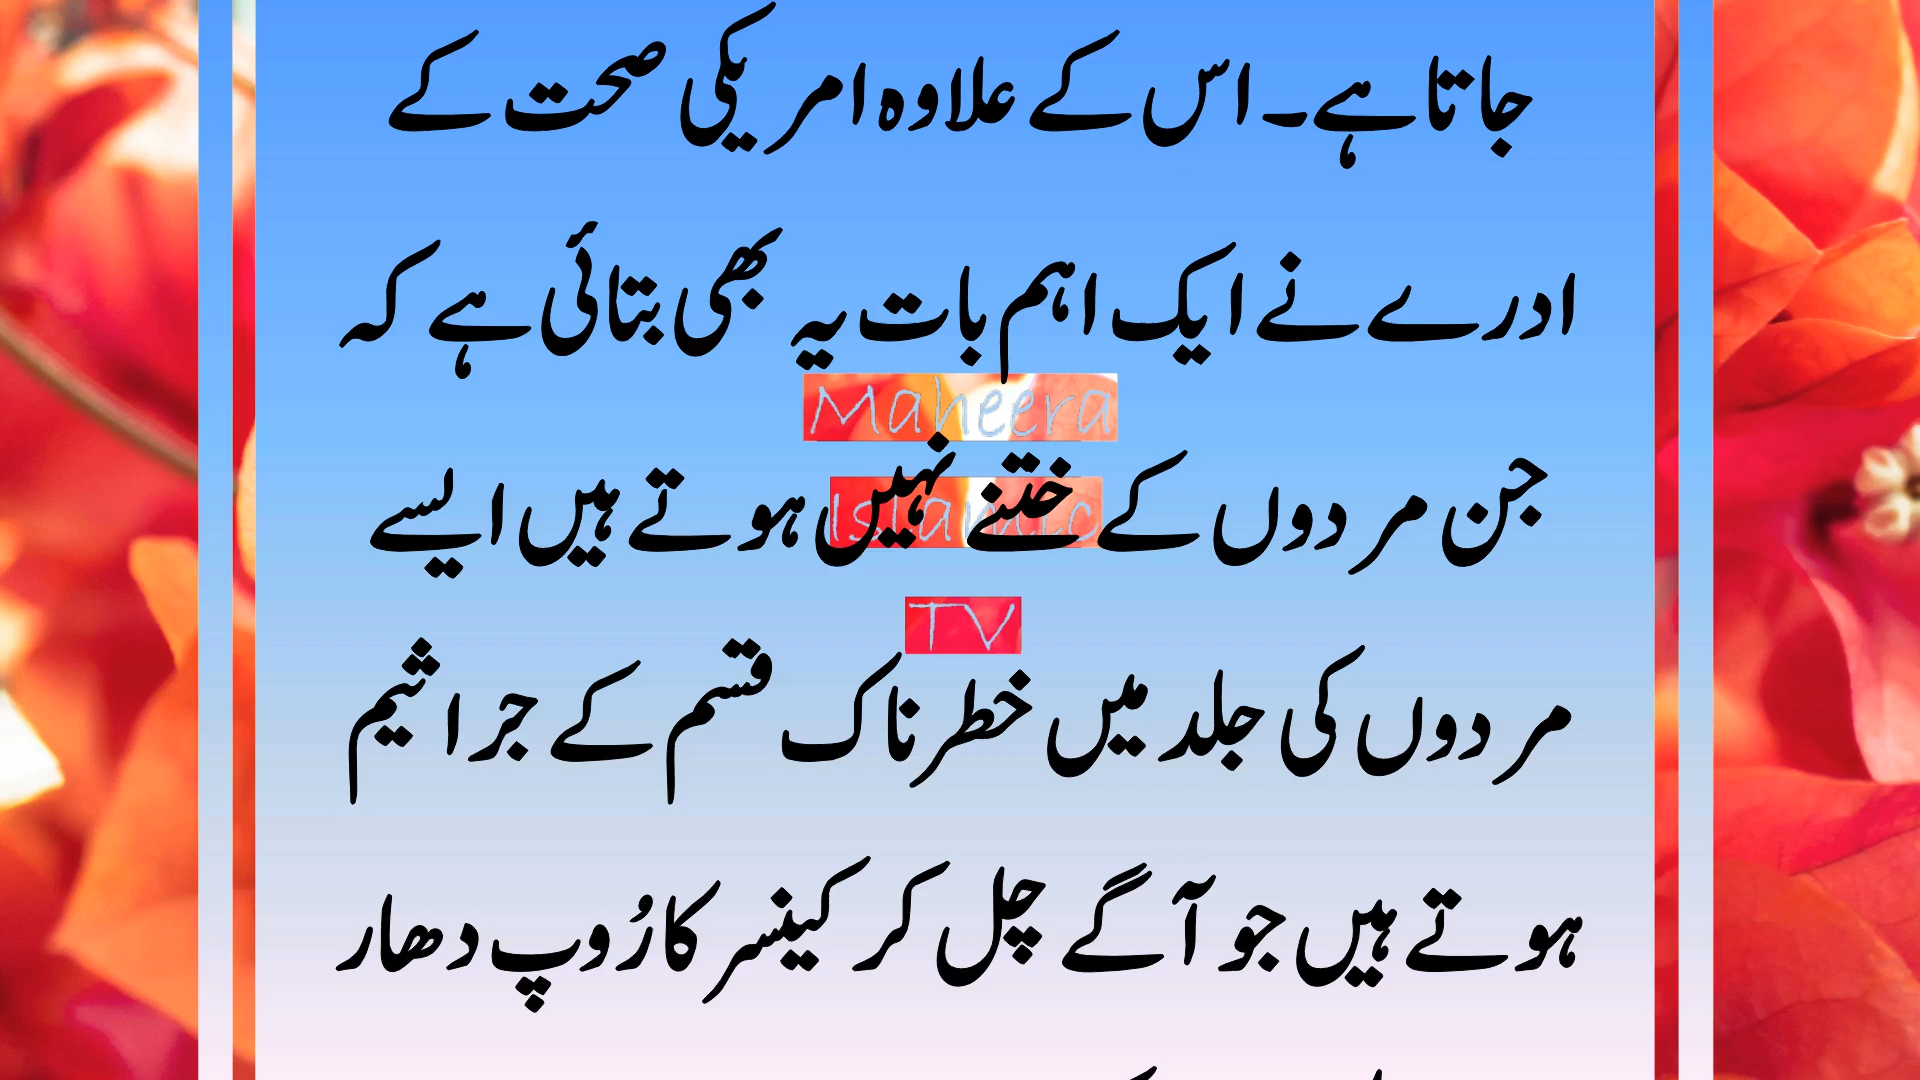 جاتا ہے۔ اس کے علاوہ امریکی صحت کے
ادرے نے ایک اہم بات یہ بھی بتائی ہے کہ
Maheera
جن مردوں کے ختنے نہیں ہوتے ہیں ایسے
Islamic
TV
مردوں کی جلد میں خطرناک قسم کے جراثیم
ہوتے ہیں جو آگے چل کر کینسر کا رُوپ دھار